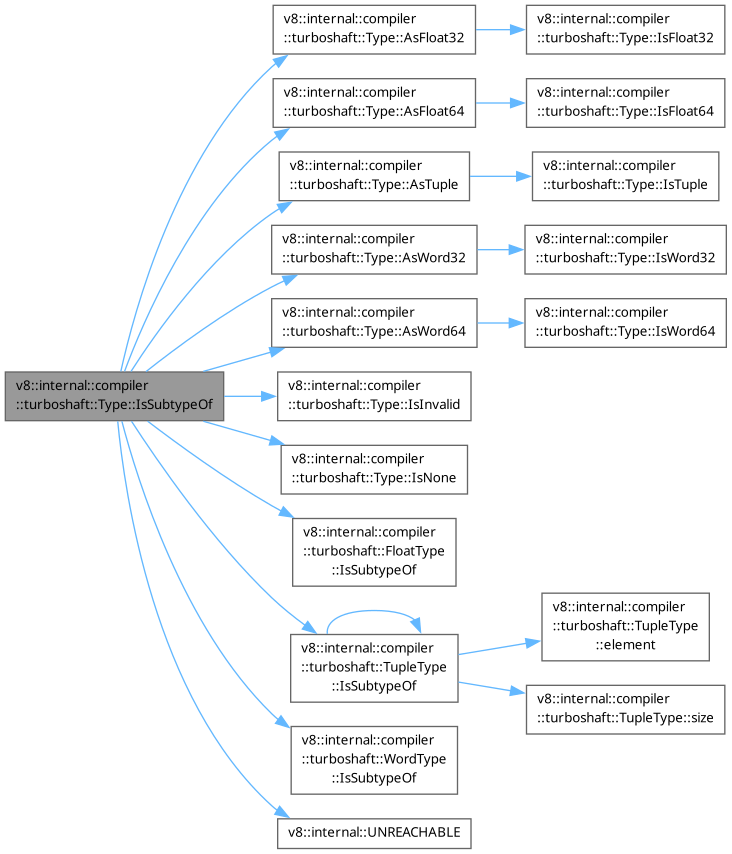 v8::internal::compiler
::turboshaft::Type::IsSubtypeOf
v8::internal::compiler
::turboshaft::Type::AsFloat32
v8::internal::compiler
::turboshaft::Type::IsFloat32
v8::internal::compiler
::turboshaft::Type::AsFloat64
v8::internal::compiler
::turboshaft::Type::IsFloat64
v8::internal::compiler
::turboshaft::Type::AsTuple
v8::internal::compiler
::turboshaft::Type::IsTuple
v8::internal::compiler
::turboshaft::Type::AsWord32
v8::internal::compiler
::turboshaft::Type::IsWord32
v8::internal::compiler
::turboshaft::Type::AsWord64
v8::internal::compiler
::turboshaft::Type::IsWord64
v8::internal::compiler
::turboshaft::Type::IsInvalid
v8::internal::compiler
::turboshaft::Type::IsNone
v8::internal::compiler
::turboshaft::FloatType
::IsSubtypeOf
v8::internal::compiler
::turboshaft::TupleType
::IsSubtypeOf
v8::internal::compiler
::turboshaft::TupleType
::element
v8::internal::compiler
::turboshaft::TupleType::size
v8::internal::compiler
::turboshaft::WordType
::IsSubtypeOf
v8::internal::UNREACHABLE